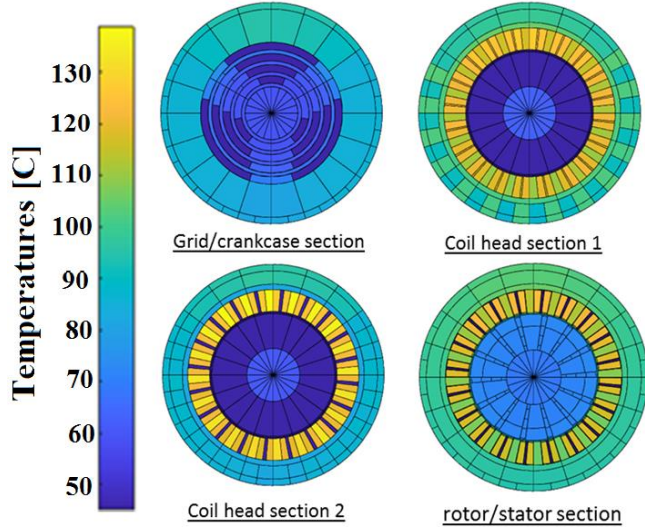 Temperatures [C]
130
120
110
100
90
80
70
60
50
Grid/crankcase section
Coil head section 1
Coil head section 2
rotor/stator section